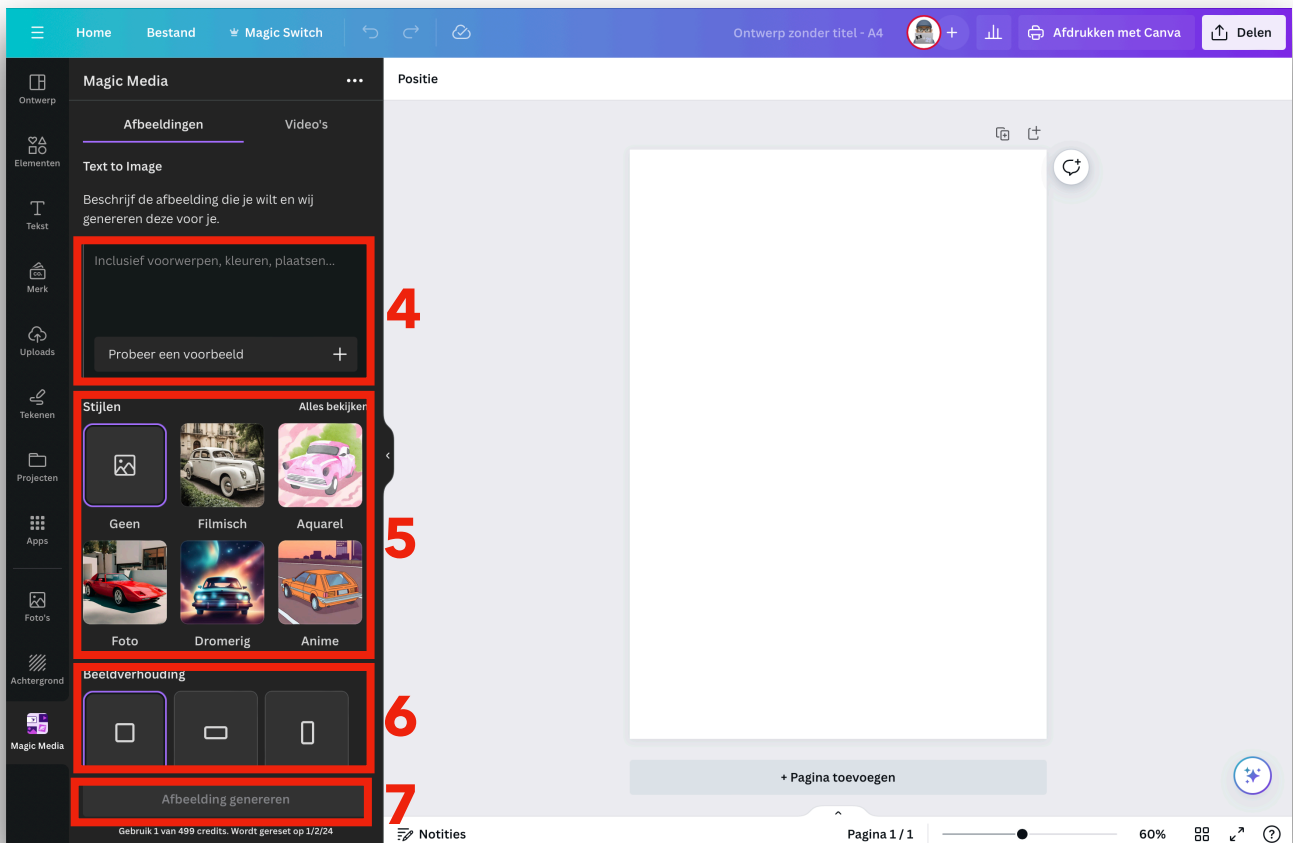 Home
Bestand
Magic Switch
Ontwerp zonder titel - A4
Afdrukken met Canva
Delen
Ontwerp
Elementen
Tekst
CO.
Merk
Uploads
Tekenen
Projecten
Apps
Foto's
Achtergrond
Magic Media
Magic Media
Afbeeldingen
Video's
Text to Image
Beschrijf de afbeelding die je wilt en wij
genereren deze voor je.
Inclusief voorwerpen, kleuren, plaatsen...
Probeer een voorbeeld
4
Stijlen
Alles bekijken
Geen
Filmisch
Aquarel
Foto
Dromerig
Anime
5
Beeldverhouding
6
Afbeelding genereren
7
Gebruik 1 van 499 credits. Wordt gereset op 1/2/24
Positie
+ Pagina toevoegen
Notities
Pagina 1 / 1
60%